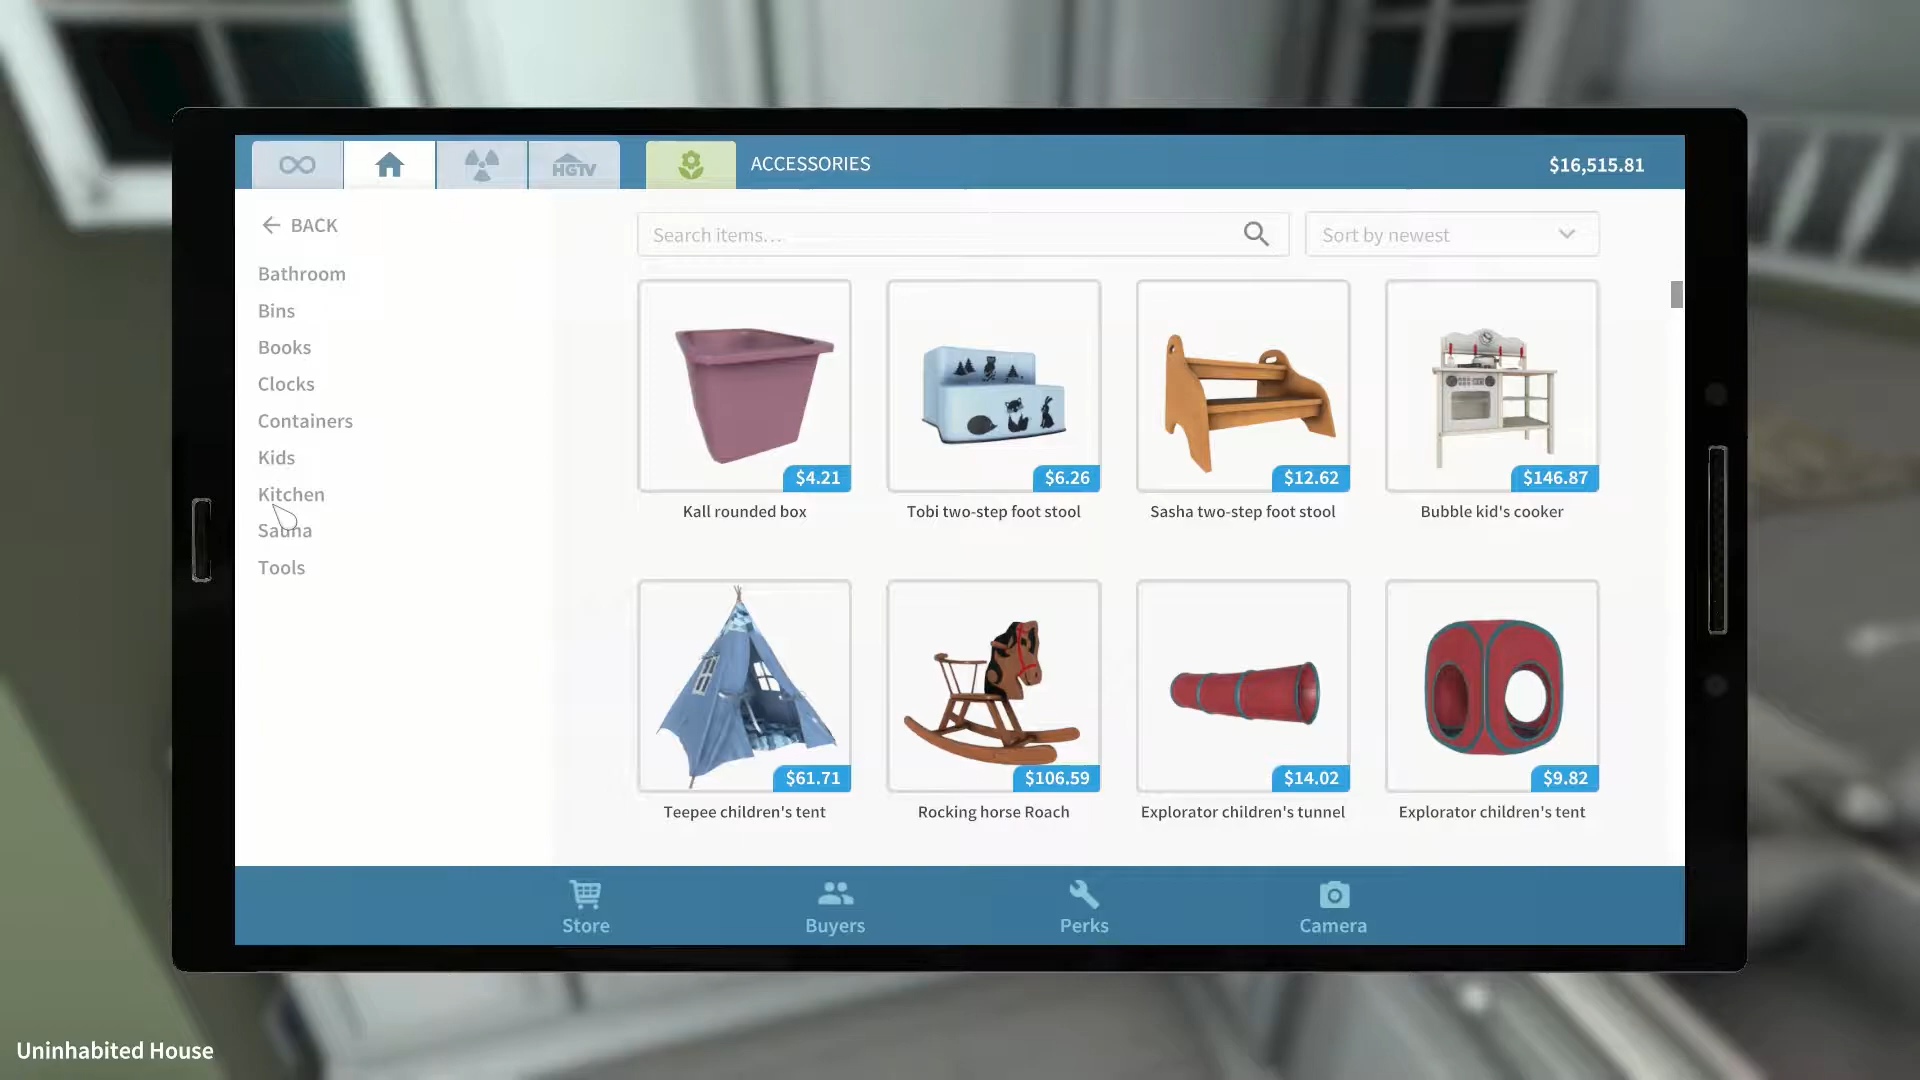 HGTV
ACCESSORIES
$16,515.81
BACK
Search items...
Sort by newest
Bathroom
Bins
Books
Clocks
Containers
Kids
Kitchen
Sauna
Tools
$4.21
$6.26
$12.62
$146.87
Kall rounded box
Tobi two-step foot stool
Sasha two-step foot stool
Bubble kid's cooker
$61.71
$106.59
$14.02
$9.82
Teepee children's tent
Rocking horse Roach
Explorator children's tunnel
Explorator children's tent
Store
Buyers
Perks
Camera
Uninhabited House